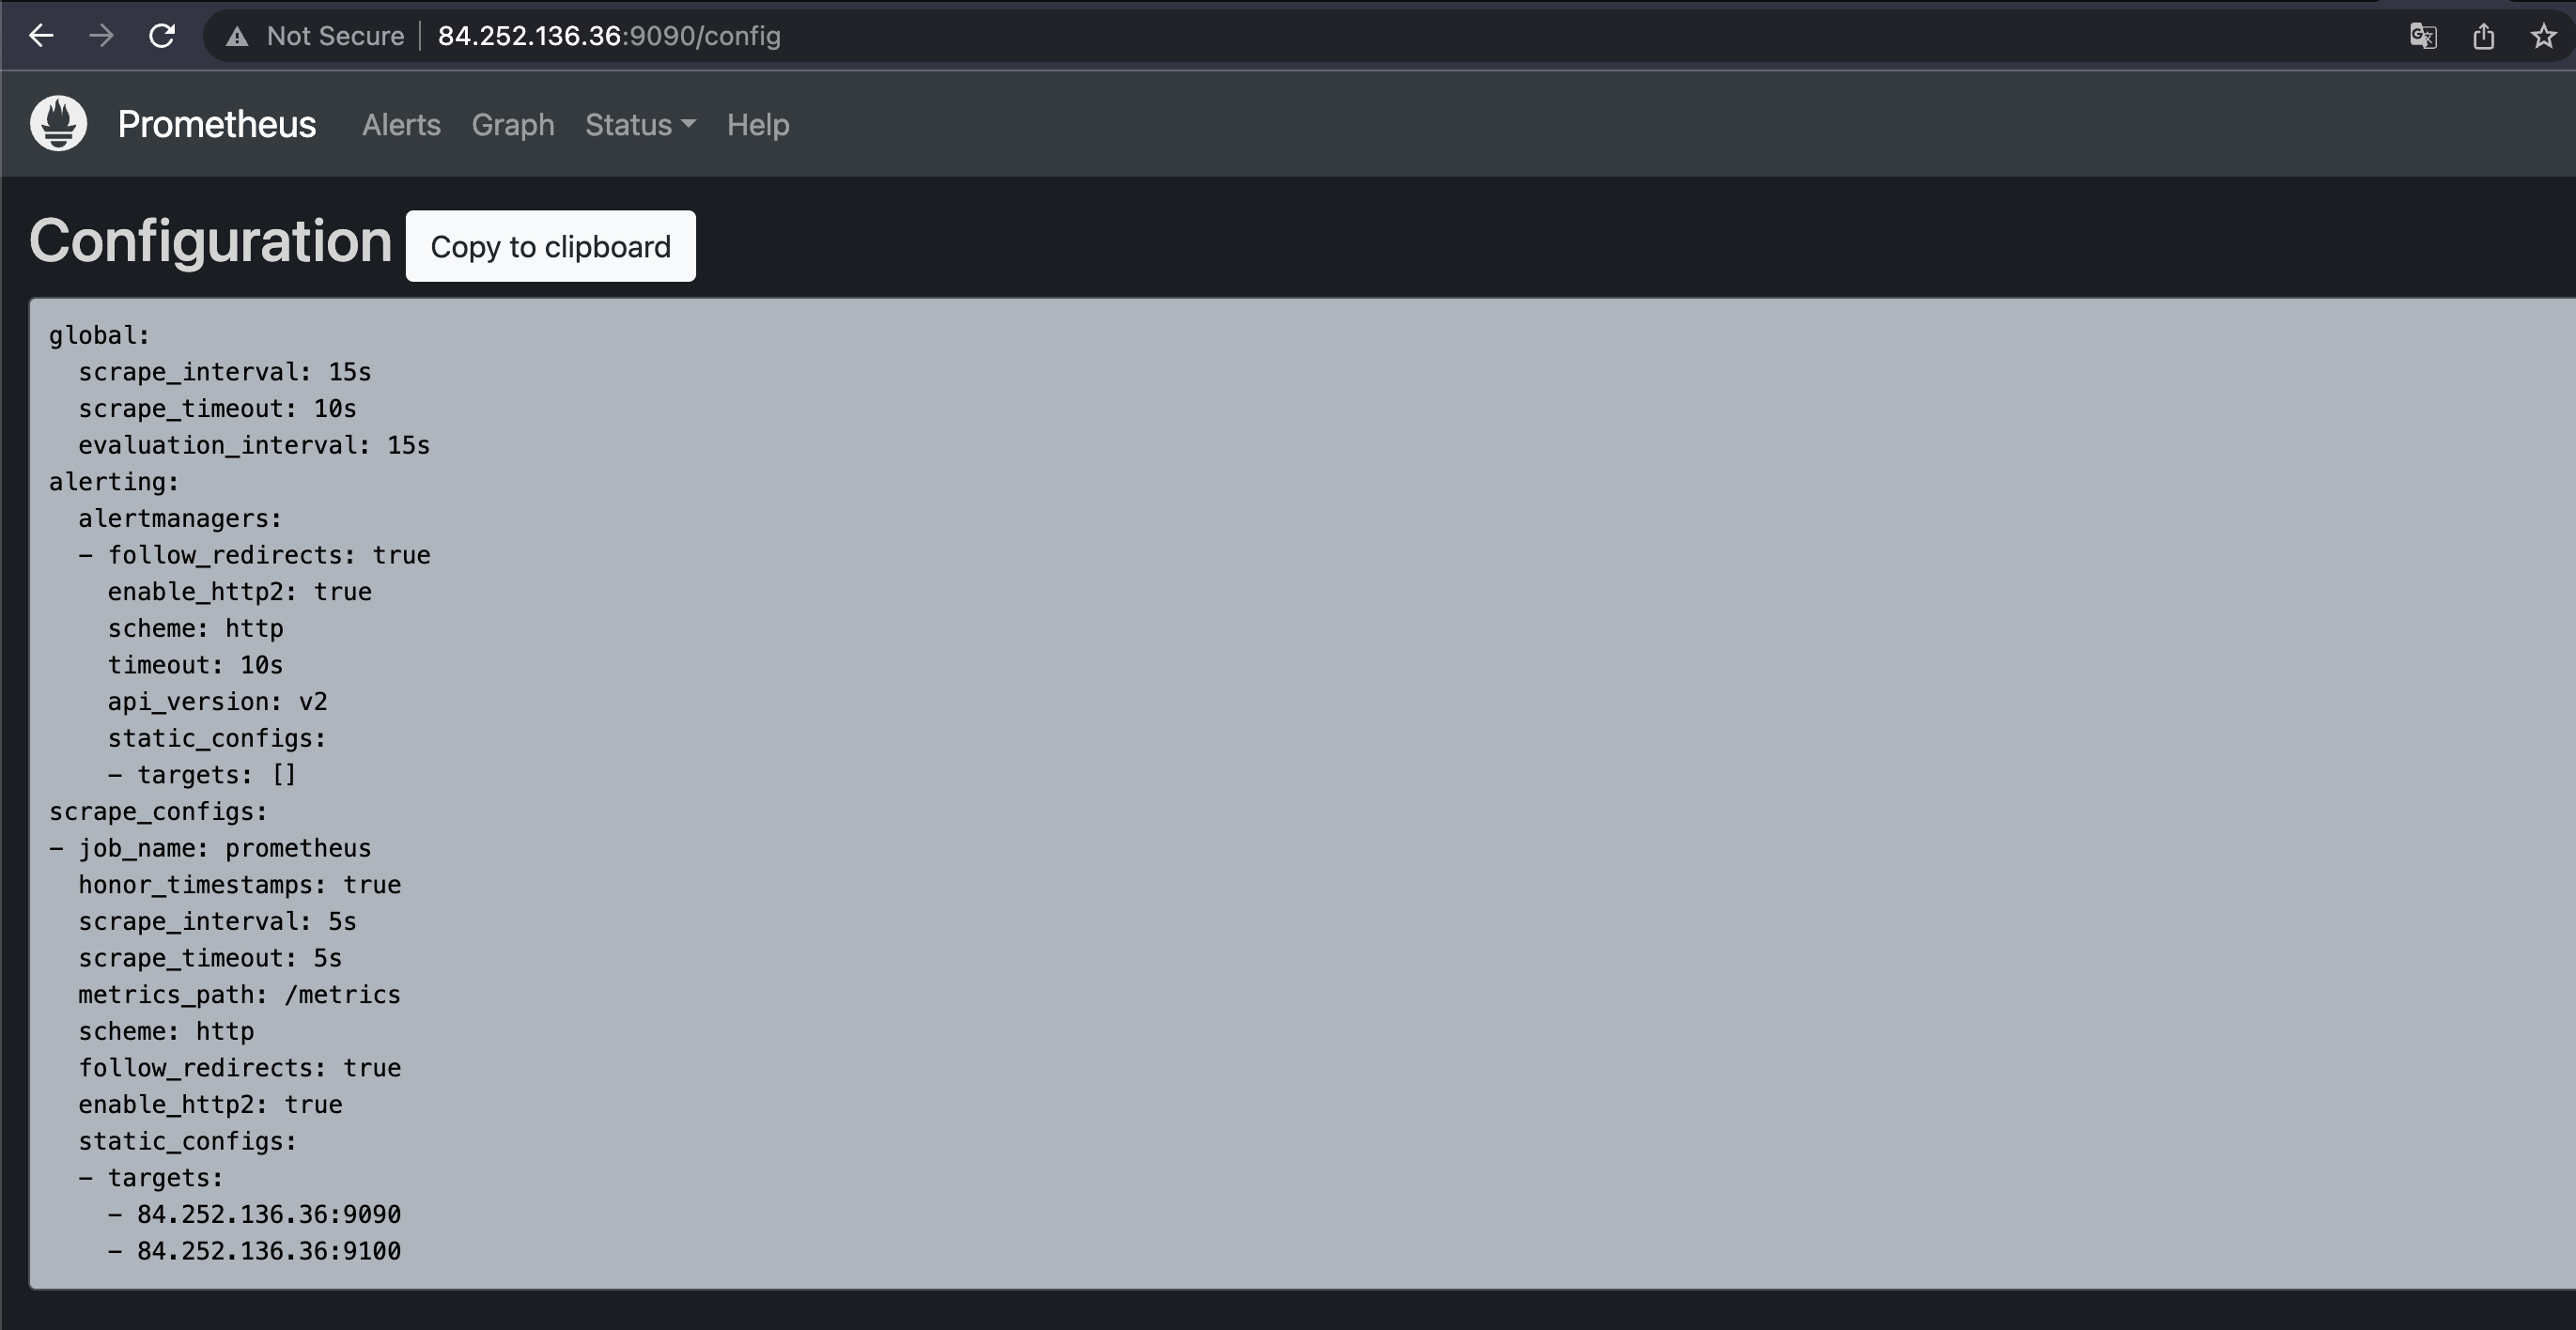 Not Secure 84.252.136.36:9090/config
Prometheus Alerts Graph Status Help
Configuration Copy to clipboard
global:
  scrape_interval: 15s
  scrape_timeout: 10s
  evaluation_interval: 15s
alerting:
  alertmanagers:
  - follow_redirects: true
    enable_http2: true
    scheme: http
    timeout: 10s
    api_version: v2
    static_configs:
    - targets: []
scrape_configs:
- job_name: prometheus
  honor_timestamps: true
  scrape_interval: 5s
  scrape_timeout: 5s
  metrics_path: /metrics
  scheme: http
  follow_redirects: true
  enable_http2: true
  static_configs:
  - targets:
    - 84.252.136.36:9090
    - 84.252.136.36:9100